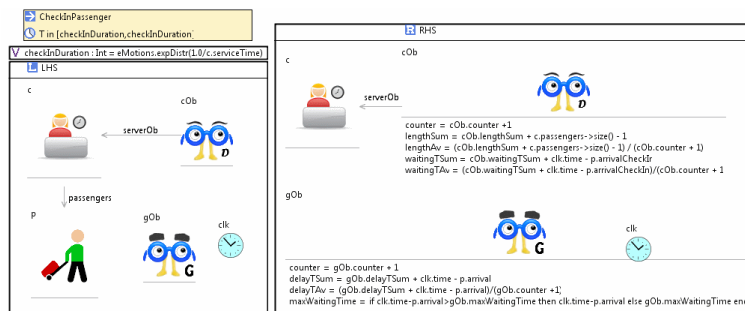 CheckInPassenger
T in [checkInDuration,checkInDuration]
V checkInDuration : Int = eMotions.expDistr(1.0/c.serviceTime)
L LHS
c
cOb
serverOb
D
passengers
p
gOb
clk
G
R RHS
c
cOb
serverOb
D
counter = cOb.counter +1
lengthSum = cOb.lengthSum + c.passengers->size() - 1
lengthAv = (cOb.lengthSum + c.passengers->size() - 1) / (cOb.counter + 1)
waitingTSum = cOb.waitingTSum + clk.time - p.arrivalCheckIr
waitingTAv = (cOb.waitingTSum + clk.time - p.arrivalCheckIn)/(cOb.counter + 1
gOb
G
clk
counter = gOb.counter + 1
delayTSum = gOb.delayTSum + clk.time - p.arrival
delayTAv = (gOb.delayTSum + clk.time - p.arrival)/(gOb.counter +1)
maxWaitingTime = if clk.time-p.arrival>gOb.maxWaitingTime then clk.time-p.arrival else gOb.maxWaitingTime en